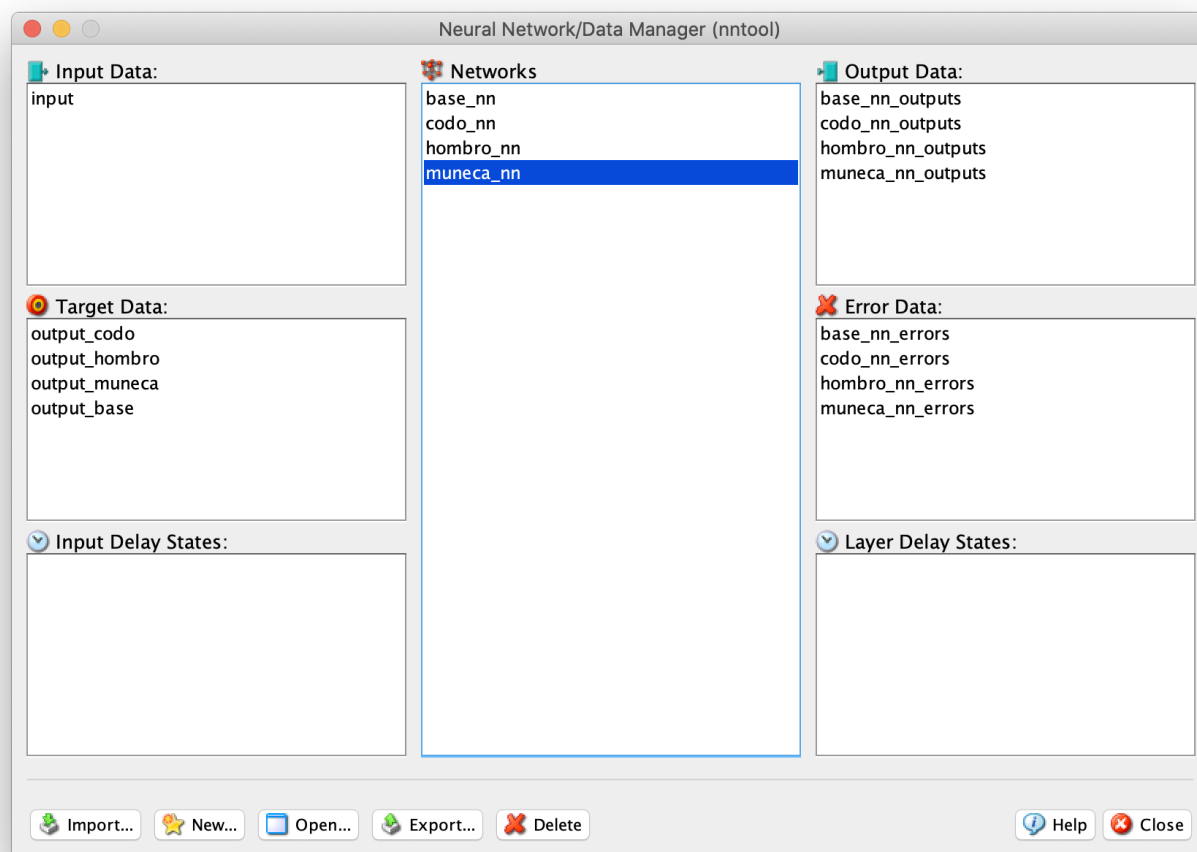 Neural Network/Data Manager (nntool)
Input Data:
input
Networks
base_nn
codo_nn
hombro_nn
muneca_nn
Output Data:
base_nn_outputs
codo_nn_outputs
hombro_nn_outputs
muneca_nn_outputs
Target Data:
output_codo
output_hombro
output_muneca
output_base
Error Data:
base_nn_errors
codo_nn_errors
hombro_nn_errors
muneca_nn_errors
Input Delay States:
Layer Delay States:
Import... New... Open... Export... Delete Help Close